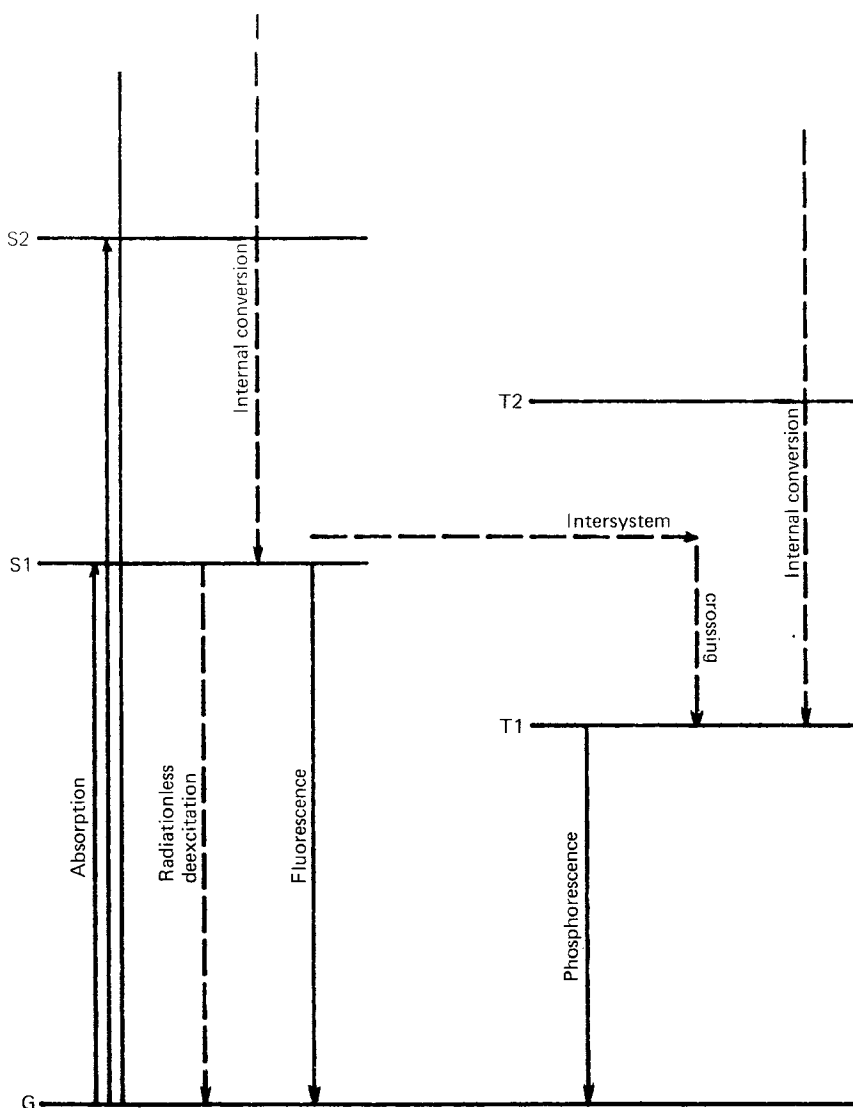 S2
Internal conversion
T2
Internal conversion
Intersystem
S1
crossing
T1
Absorption
Radiationless
deexcitation
Fluorescence
Phosphorescence
G